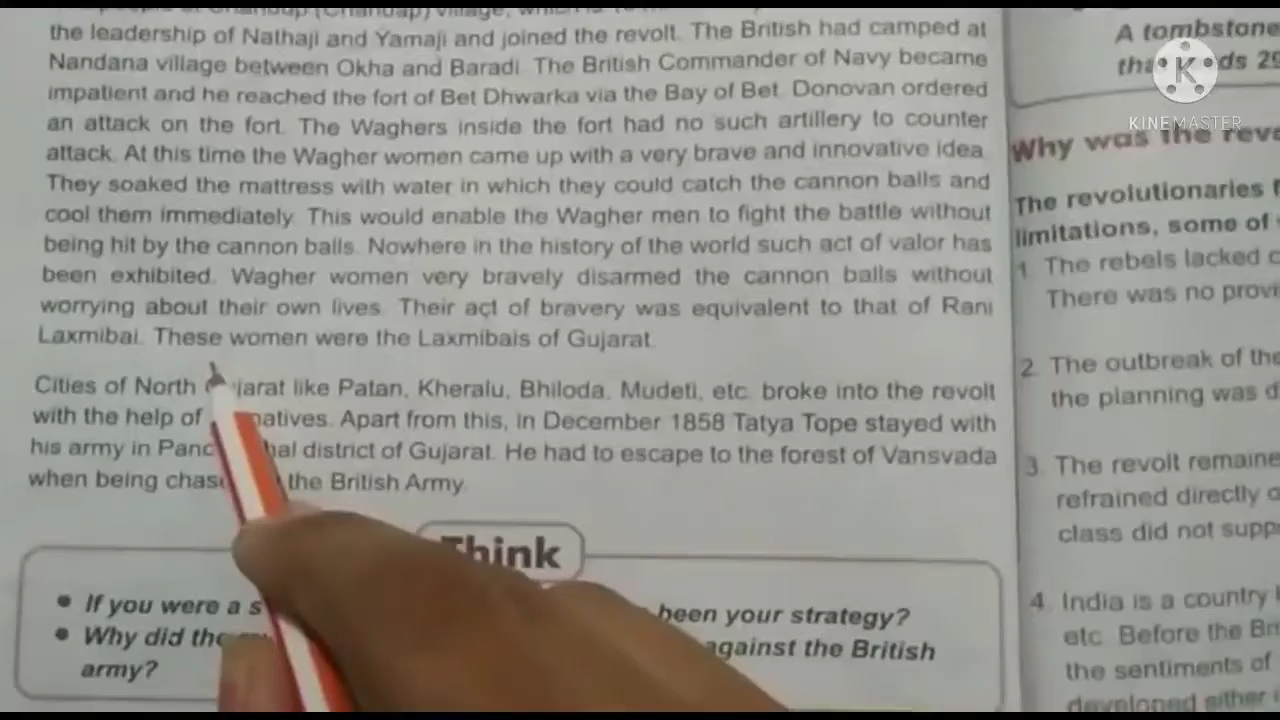 the leadership of Nathaji and Yamaji and joined the revolt. The British had camped at
Nandana village between Okha and Baradi. The British Commander of Navy became
impatient and he reached the fort of Bet Dhwarka via the Bay of Bet. Donovan ordered
an attack on the fort. The Waghers inside the fort had no such artillery to counter
attack. At this time the Wagher women came up with a very brave and innovative idea.
They soaked the mattress with water in which they could catch the cannon balls and
cool them immediately. This would enable the Wagher men to fight the battle without
being hit by the cannon balls. Nowhere in the history of the world such act of valor has
been exhibited. Wagher women very bravely disarmed the cannon balls without
worrying about their own lives. Their act of bravery was equivalent to that of Rani
Laxmibai. These women were the Laxmibais of Gujarat.
Cities of North jarat like Patan, Kheralu, Bhiloda, Mudeti, etc. broke into the revolt
with the help of natives. Apart from this, in December 1858 Tatya Tope stayed with
his army in Panc hal district of Gujarat. He had to escape to the forest of Vansvada
when being chas the British Army.
Think
• If you were a s been your strategy?
• Why did the against the British
army?
A tombstone
tha ds 29
K
KINEMASTER
Why was the rev
The revolutionaries
limitations, some of
1. The rebels lacked
There was no provi
2. The outbreak of the
the planning was d
3. The revolt remaine
refrained directly
class did not supp
4. India is a country
etc. Before the Bri
the sentiments of
developed either